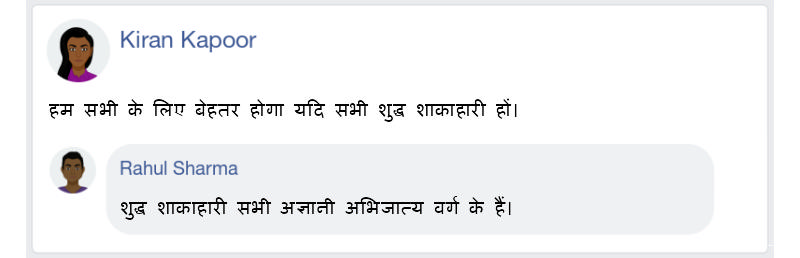 Kiran Kapoor
हम सभी के लिए बेहतर होगा यदि सभी शुद्ध शाकाहारी हों।
Rahul Sharma
शुद्ध शाकाहारी सभी अज्ञानी अभिजात्य वर्ग के हैं।